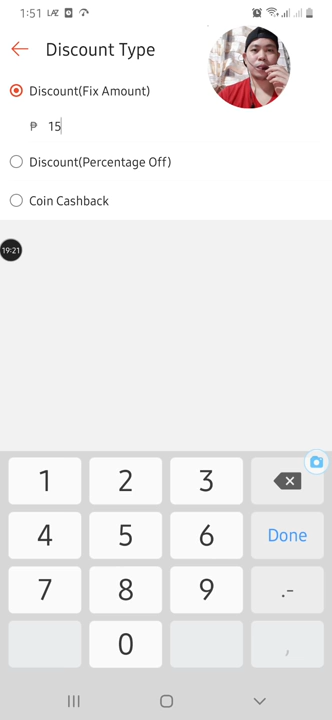 1:51 LAZ
Discount Type
Discount(Fix Amount)
₱ 15
Discount(Percentage Off)
Coin Cashback
19:21
1 2 3
4 5 6 Done
7 8 9 .-
0 ,